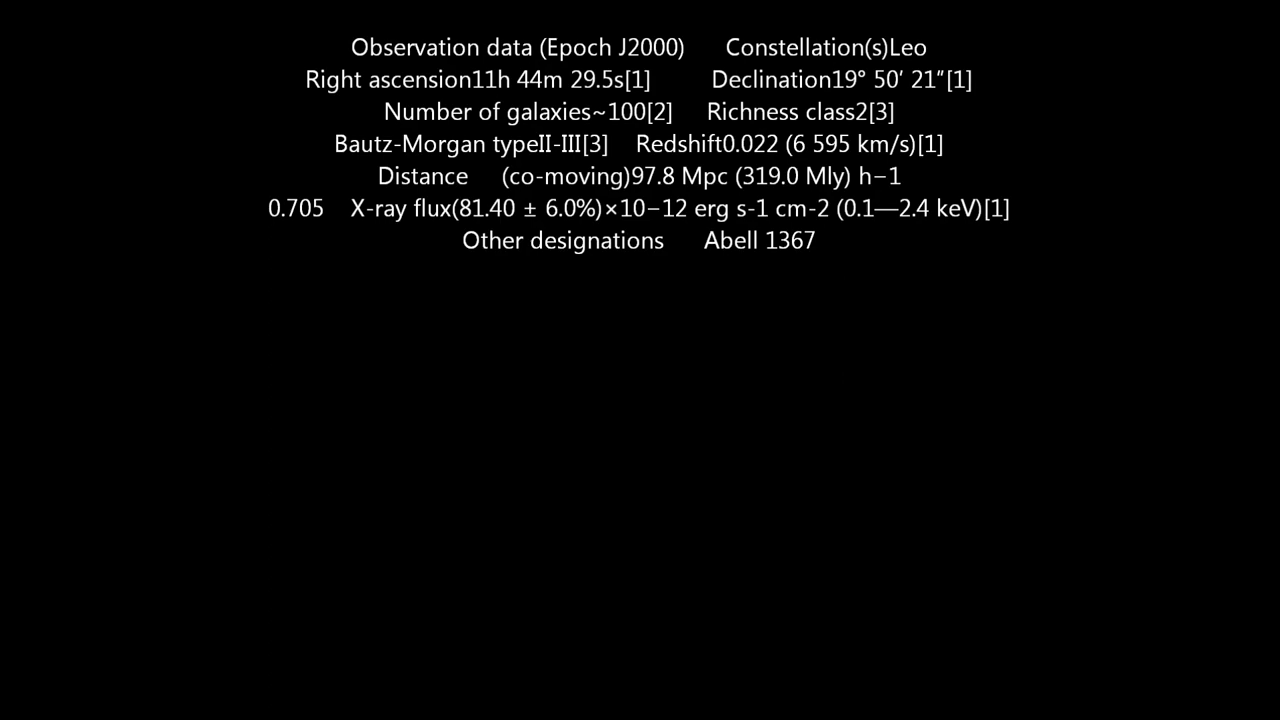 Observation data (Epoch J2000) Constellation(s)Leo
Right ascension11h 44m 29.5s[1] Declination19° 50′ 21″[1]
Number of galaxies~100[2] Richness class2[3]
Bautz-Morgan typeII-III[3] Redshift0.022 (6 595 km/s)[1]
Distance (co-moving)97.8 Mpc (319.0 Mly) h−1
0.705 X-ray flux(81.40 ± 6.0%)×10−12 erg s-1 cm-2 (0.1—2.4 keV)[1]
Other designations Abell 1367